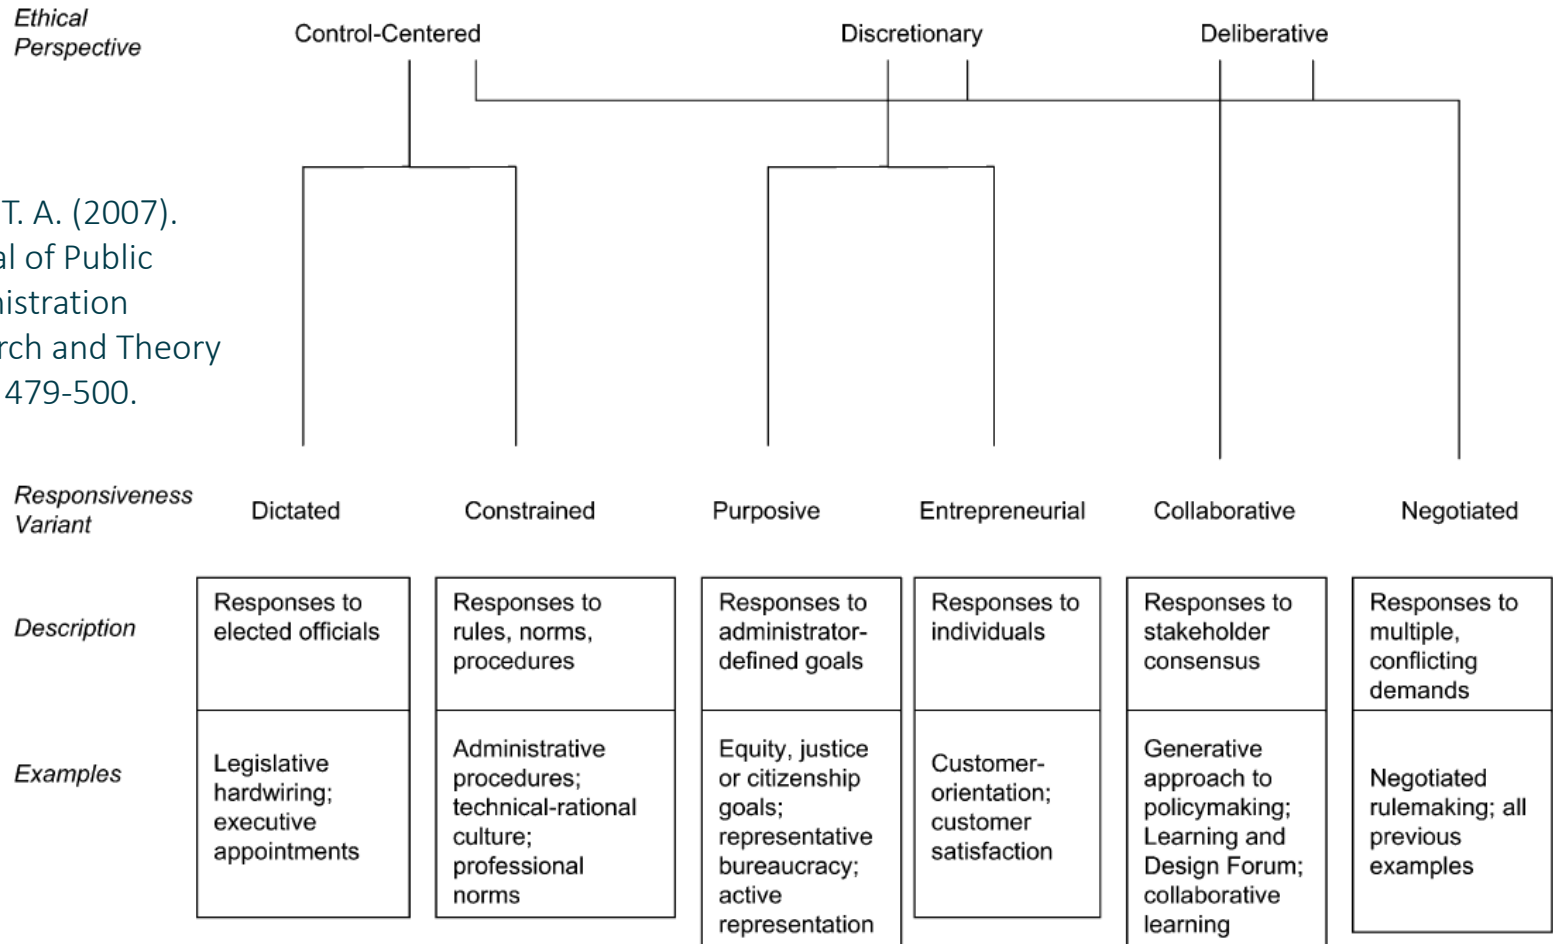 Ethical
Perspective
Control-Centered
Discretionary
Deliberative
T. A. (2007).
al of Public
nistration
rch and Theory
479-500.
Responsiveness
Variant
Dictated
Constrained
Purposive
Entrepreneurial
Collaborative
Negotiated
Description
Responses to
elected officials
Responses to
rules, norms,
procedures
Responses to
administrator-
defined goals
Responses to
individuals
Responses to
stakeholder
consensus
Responses to
multiple,
conflicting
demands
Examples
Legislative
hardwiring;
executive
appointments
Administrative
procedures;
technical-rational
culture;
professional
norms
Equity, justice
or citizenship
goals;
representative
bureaucracy;
active
representation
Customer-
orientation;
customer
satisfaction
Generative
approach to
policymaking;
Learning and
Design Forum;
collaborative
learning
Negotiated
rulemaking; all
previous
examples